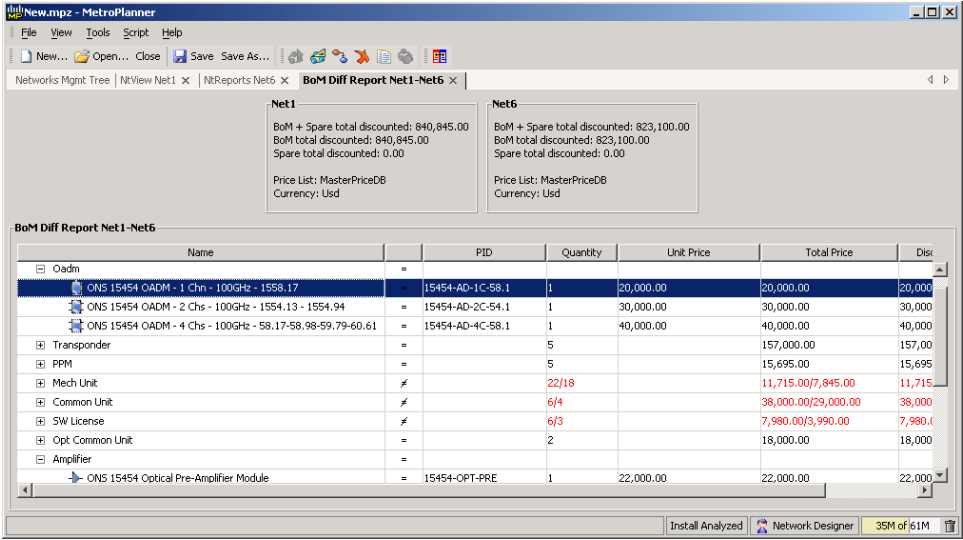 New.mpz - MetroPlanner
File View Tools Script Help
New... Open... Close Save Save As...
Networks Mgmt Tree NtView Net1 NtReports Net6 BoM Diff Report Net1-Net6
Net1
BoM + Spare total discounted: 840,845.00
BoM total discounted: 840,845.00
Spare total discounted: 0.00
Price List: MasterPriceDB
Currency: Usd
Net6
BoM + Spare total discounted: 823,100.00
BoM total discounted: 823,100.00
Spare total discounted: 0.00
Price List: MasterPriceDB
Currency: Usd
BoM Diff Report Net1-Net6
Name PID Quantity Unit Price Total Price Disc
Oadm =
ONS 15454 OADM - 1 Chn - 100GHz - 1558.17 = 15454-AD-1C-58.1 1 20,000.00 20,000.00 20,000
ONS 15454 OADM - 2 Chs - 100GHz - 1554.13 - 1554.94 = 15454-AD-2C-54.1 1 30,000.00 30,000.00 30,000
ONS 15454 OADM - 4 Chs - 100GHz - 58.17-58.98-59.79-60.61 = 15454-AD-4C-58.1 1 40,000.00 40,000.00 40,000
Transponder = 5 157,000.00 157,00
PPM = 5 15,695.00 15,695
Mech Unit ≠ 22/18 11,715.00/7,845.00 11,715
Common Unit ≠ 6/4 38,000.00/29,000.00 38,000
SW License ≠ 6/3 7,980.00/3,990.00 7,980.0
Opt Common Unit = 2 18,000.00 18,000
Amplifier =
ONS 15454 Optical Pre-Amplifier Module = 15454-OPT-PRE 1 22,000.00 22,000.00 22,000
Install Analyzed Network Designer 35M of 61M